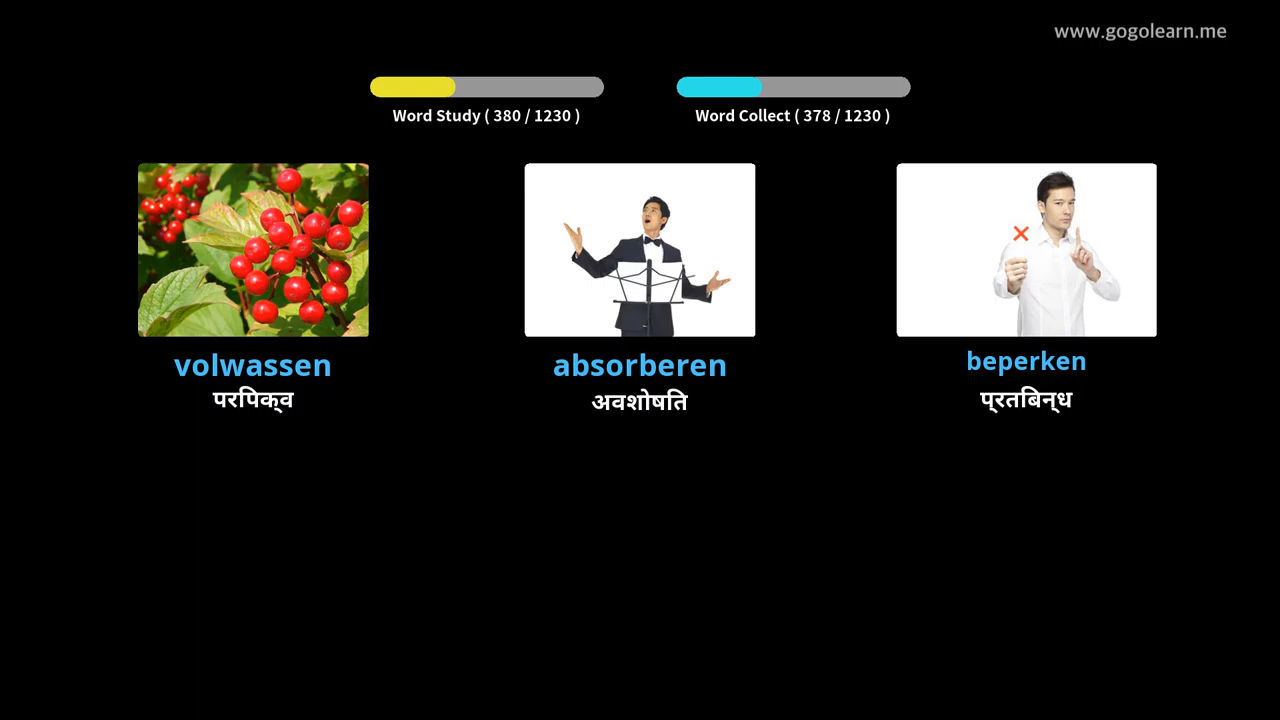 www.gogolearn.me
Word Study ( 380 / 1230 )
Word Collect ( 378 / 1230 )
volwassen
परपिक्व
absorberen
अवशोषति
beperken
प्रतबिन्ध